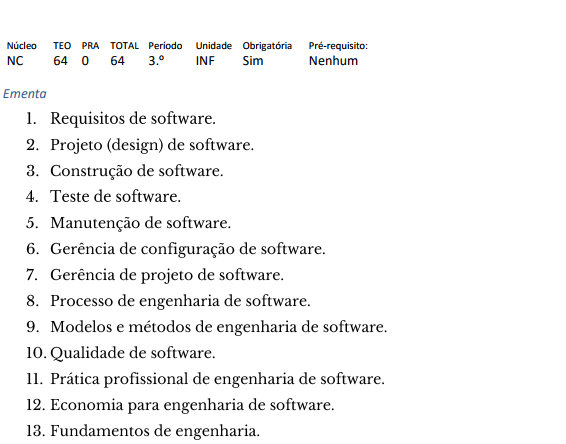 Núcleo TEO PRA TOTAL Período Unidade Obrigatória Pré-requisito:
NC 64 0 64 3.º INF Sim Nenhum
Ementa
1. Requisitos de software.
2. Projeto (design) de software.
3. Construção de software.
4. Teste de software.
5. Manutenção de software.
6. Gerência de configuração de software.
7. Gerência de projeto de software.
8. Processo de engenharia de software.
9. Modelos e métodos de engenharia de software.
10. Qualidade de software.
11. Prática profissional de engenharia de software.
12. Economia para engenharia de software.
13. Fundamentos de engenharia.